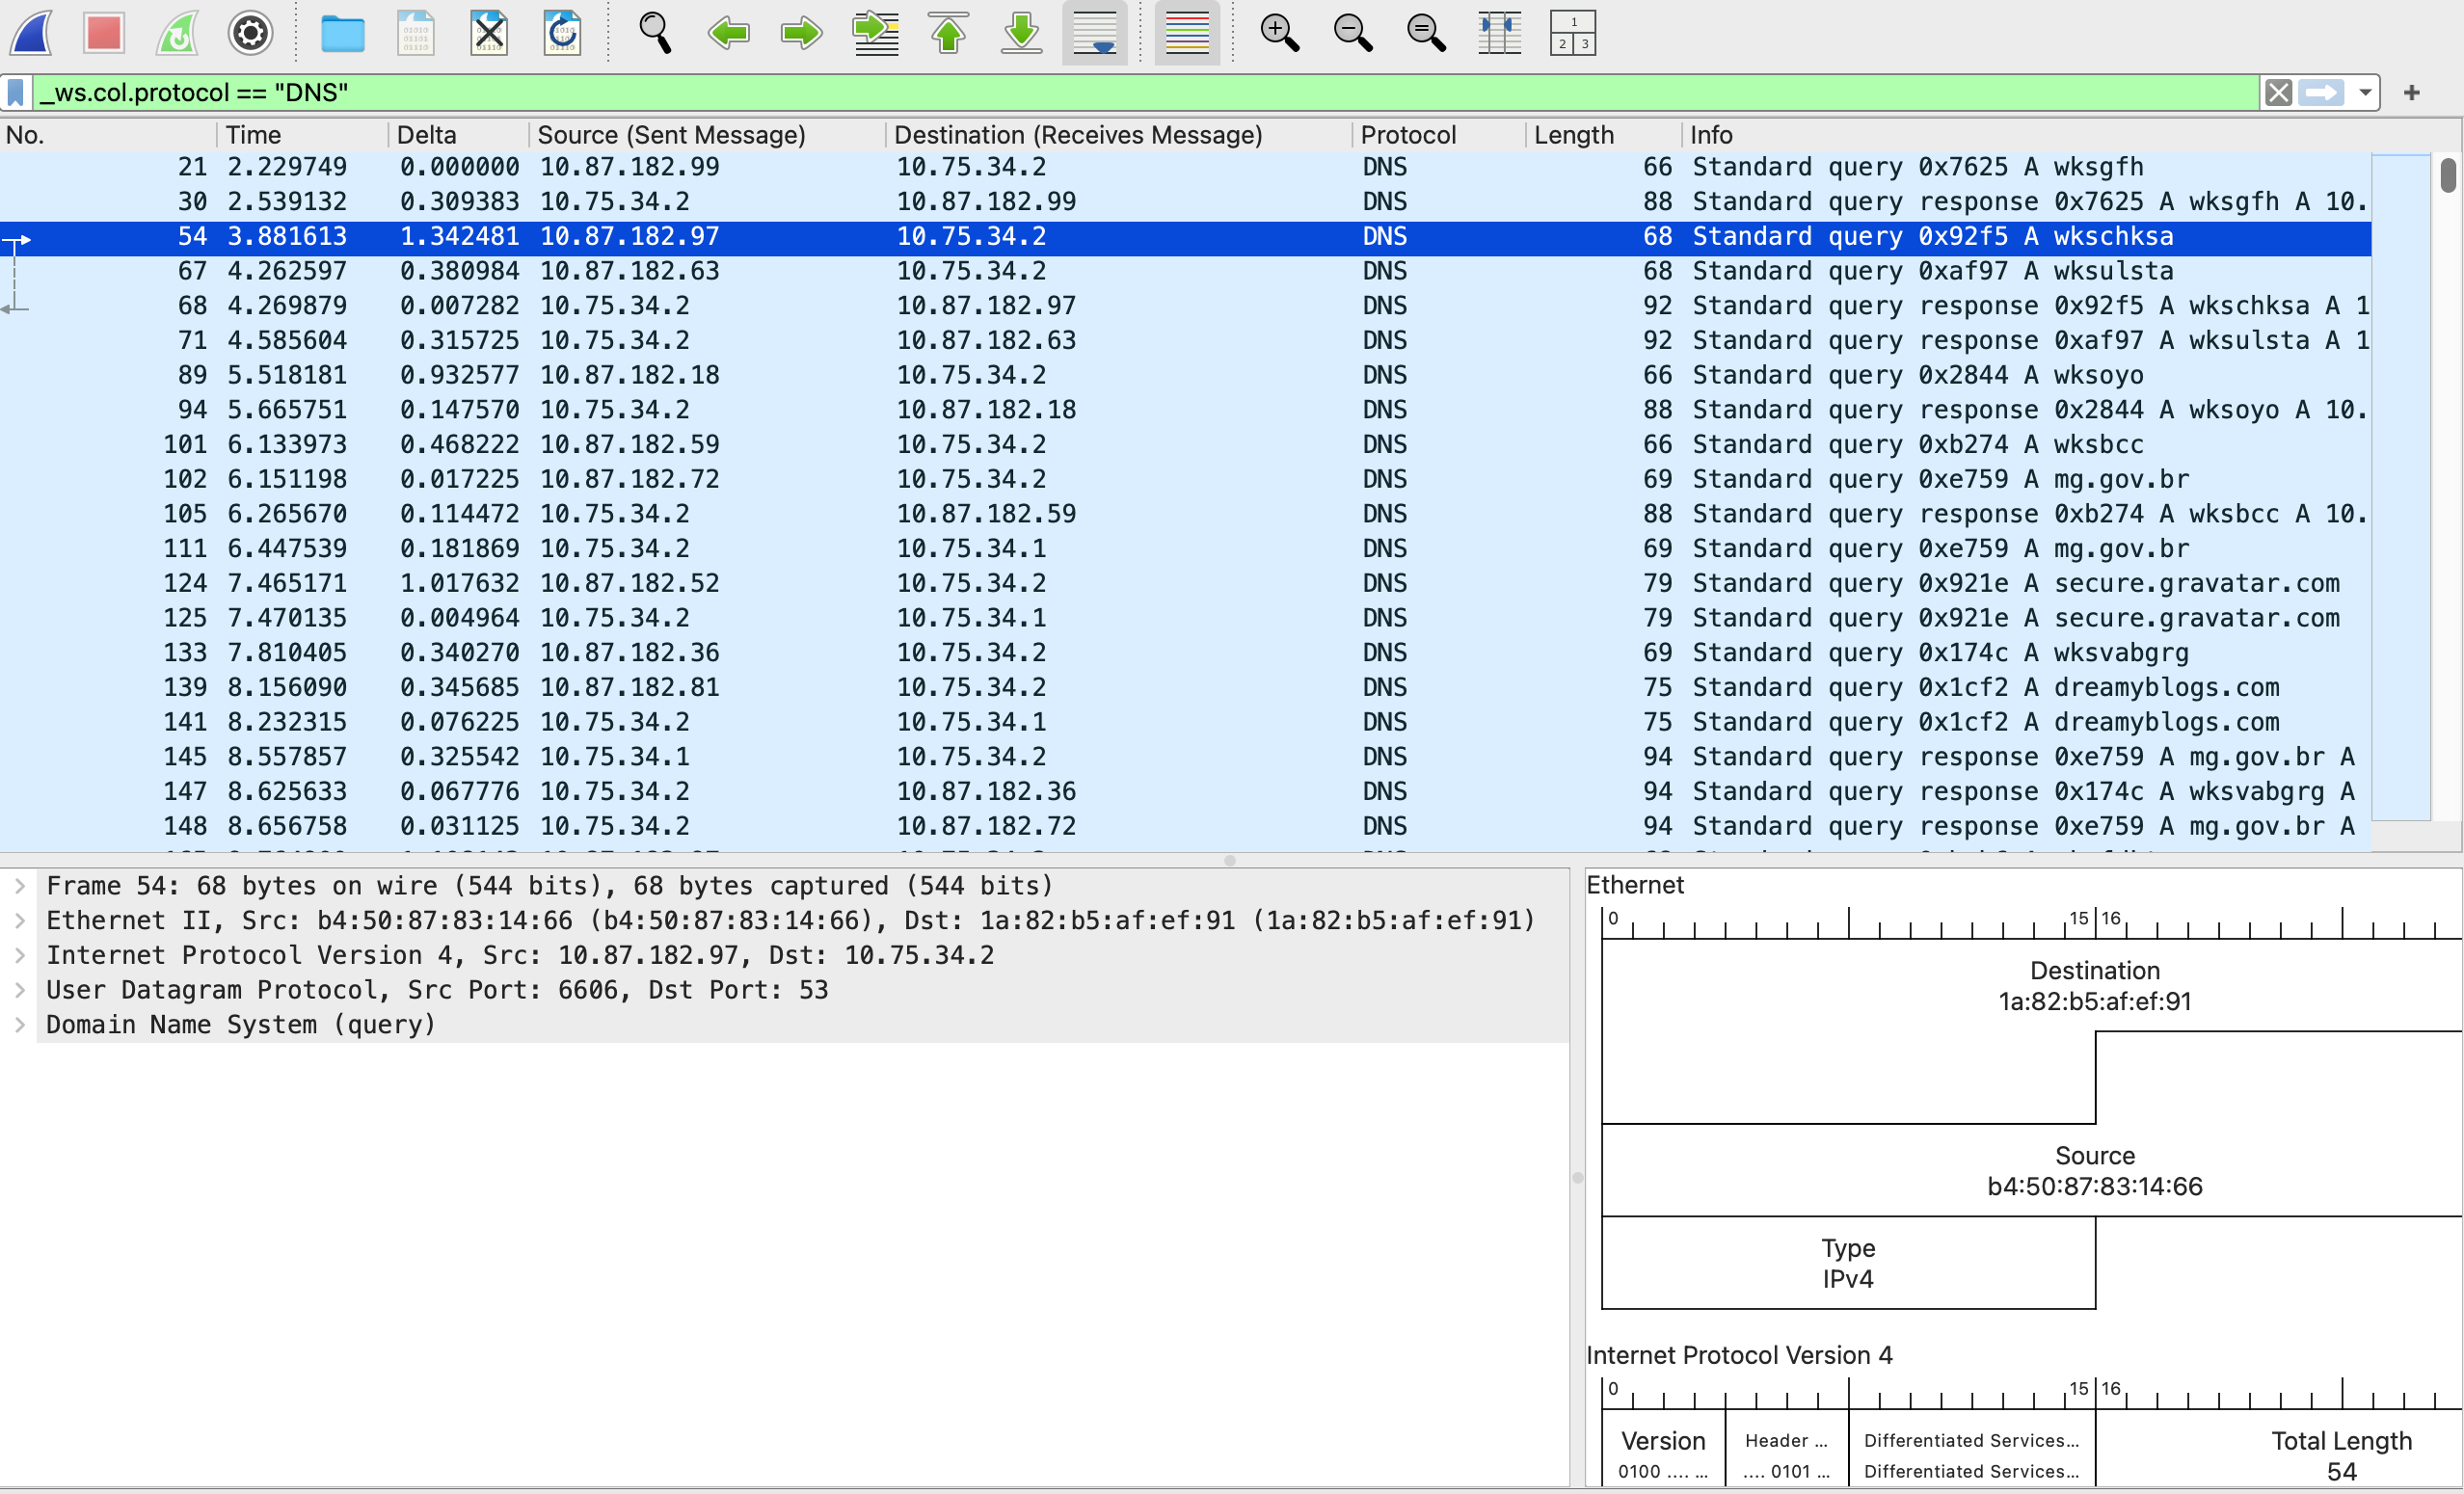 _ws.col.protocol == "DNS"
No. Time Delta Source (Sent Message) Destination (Receives Message) Protocol Length Info
21 2.229749 0.000000 10.87.182.99 10.75.34.2 DNS 66 Standard query 0x7625 A wksgfh
30 2.539132 0.309383 10.75.34.2 10.87.182.99 DNS 88 Standard query response 0x7625 A wksgfh A 10.
54 3.881613 1.342481 10.87.182.97 10.75.34.2 DNS 68 Standard query 0x92f5 A wkschksa
67 4.262597 0.380984 10.87.182.63 10.75.34.2 DNS 68 Standard query 0xaf97 A wksulsta
68 4.269879 0.007282 10.75.34.2 10.87.182.97 DNS 92 Standard query response 0x92f5 A wkschksa A 1
71 4.585604 0.315725 10.75.34.2 10.87.182.63 DNS 92 Standard query response 0xaf97 A wksulsta A 1
89 5.518181 0.932577 10.87.182.18 10.75.34.2 DNS 66 Standard query 0x2844 A wksoyo
94 5.665751 0.147570 10.75.34.2 10.87.182.18 DNS 88 Standard query response 0x2844 A wksoyo A 10.
101 6.133973 0.468222 10.87.182.59 10.75.34.2 DNS 66 Standard query 0xb274 A wksbcc
102 6.151198 0.017225 10.87.182.72 10.75.34.2 DNS 69 Standard query 0xe759 A mg.gov.br
105 6.265670 0.114472 10.75.34.2 10.87.182.59 DNS 88 Standard query response 0xb274 A wksbcc A 10.
111 6.447539 0.181869 10.75.34.2 10.75.34.1 DNS 69 Standard query 0xe759 A mg.gov.br
124 7.465171 1.017632 10.87.182.52 10.75.34.2 DNS 79 Standard query 0x921e A secure.gravatar.com
125 7.470135 0.004964 10.75.34.2 10.75.34.1 DNS 79 Standard query 0x921e A secure.gravatar.com
133 7.810405 0.340270 10.87.182.36 10.75.34.2 DNS 69 Standard query 0x174c A wksvabgrg
139 8.156090 0.345685 10.87.182.81 10.75.34.2 DNS 75 Standard query 0x1cf2 A dreamyblogs.com
141 8.232315 0.076225 10.75.34.2 10.75.34.1 DNS 75 Standard query 0x1cf2 A dreamyblogs.com
145 8.557857 0.325542 10.75.34.1 10.75.34.2 DNS 94 Standard query response 0xe759 A mg.gov.br A
147 8.625633 0.067776 10.75.34.2 10.87.182.36 DNS 94 Standard query response 0x174c A wksvabgrg A
148 8.656758 0.031125 10.75.34.2 10.87.182.72 DNS 94 Standard query response 0xe759 A mg.gov.br A
Frame 54: 68 bytes on wire (544 bits), 68 bytes captured (544 bits)
Ethernet II, Src: b4:50:87:83:14:66 (b4:50:87:83:14:66), Dst: 1a:82:b5:af:ef:91 (1a:82:b5:af:ef:91)
Internet Protocol Version 4, Src: 10.87.182.97, Dst: 10.75.34.2
User Datagram Protocol, Src Port: 6606, Dst Port: 53
Domain Name System (query)
Ethernet
0 15 16
Destination
1a:82:b5:af:ef:91
Source
b4:50:87:83:14:66
Type
IPv4
Internet Protocol Version 4
0 15 16
Version Header ... Differentiated Services... Total Length
0100 .... ... .... 0101 ... Differentiated Services... 54